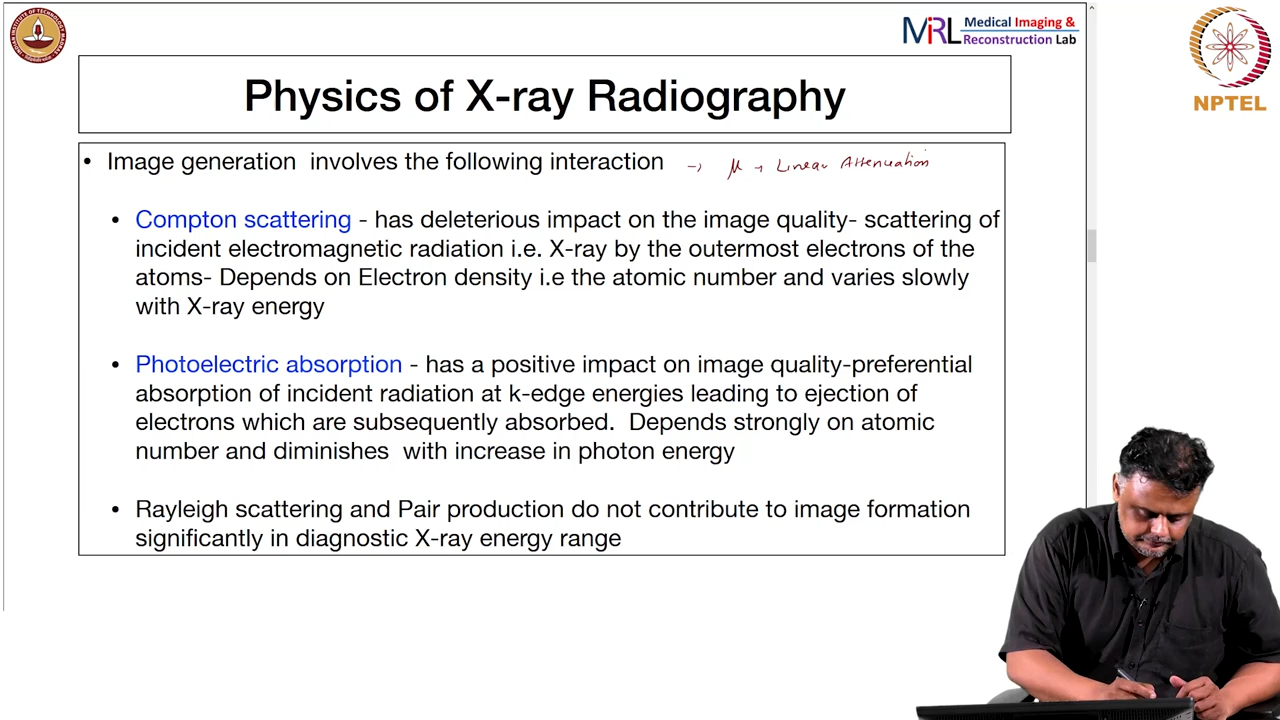 MiRL Medical Imaging &
Reconstruction Lab
NPTEL
Physics of X-ray Radiography
• Image generation involves the following interaction → μ → Linear Attenuation
• Compton scattering - has deleterious impact on the image quality- scattering of
incident electromagnetic radiation i.e. X-ray by the outermost electrons of the
atoms- Depends on Electron density i.e the atomic number and varies slowly
with X-ray energy
• Photoelectric absorption - has a positive impact on image quality-preferential
absorption of incident radiation at k-edge energies leading to ejection of
electrons which are subsequently absorbed. Depends strongly on atomic
number and diminishes with increase in photon energy
• Rayleigh scattering and Pair production do not contribute to image formation
significantly in diagnostic X-ray energy range